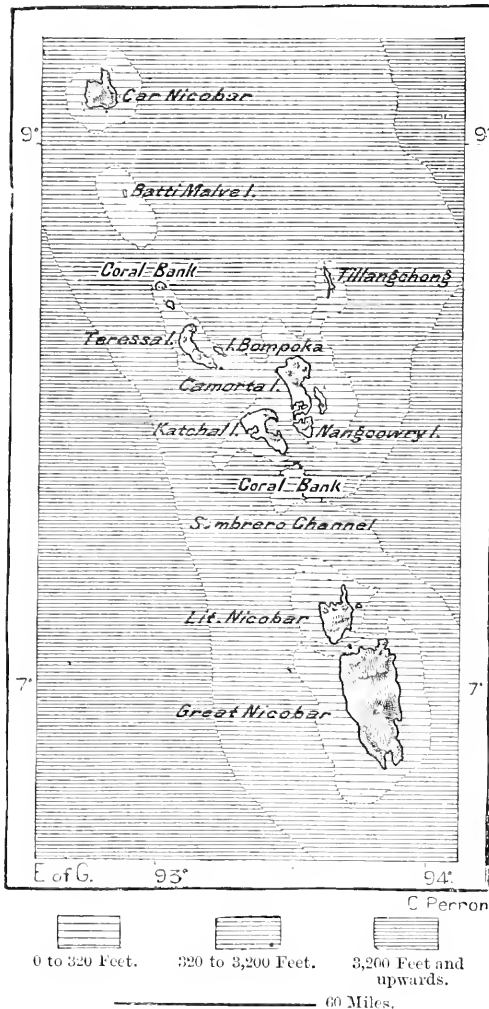 Car Nicobar
9°
9°
Batti Malve I.
Coral-Bank
Tillangchong
Teressa I.
I. Bompoka
Camorta I.
Katchal I.
Nangcowry I.
Coral-Bank
Sombrero Channel
Lit. Nicobar
7°
7°
Great Nicobar
E of G.
93°
94°
C Perron
0 to 320 Feet.
320 to 3,200 Feet.
3,200 Feet and
upwards.
60 Miles.